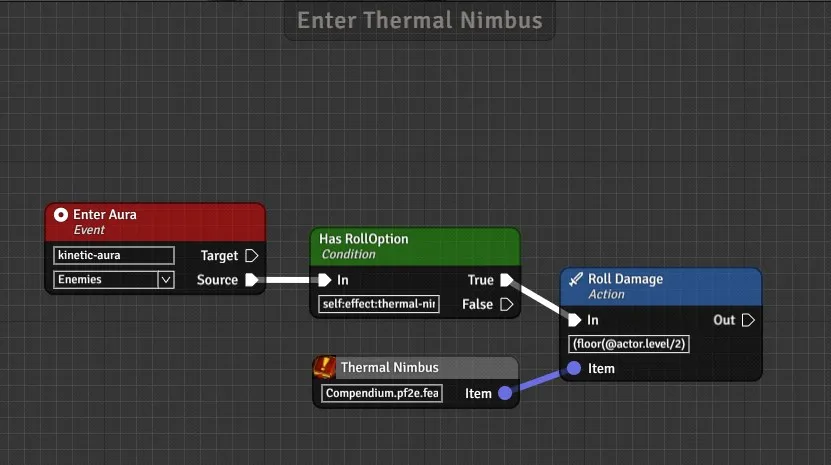 Enter Thermal Nimbus
Enter Aura
Event
kinetic-aura
Target
Enemies
Source
Has RollOption
Condition
In
True
self:effect:thermal-nir
False
Roll Damage
Action
In
Out
(floor(@actor.level/2)
Item
Thermal Nimbus
Compendium.pf2e.fea
Item